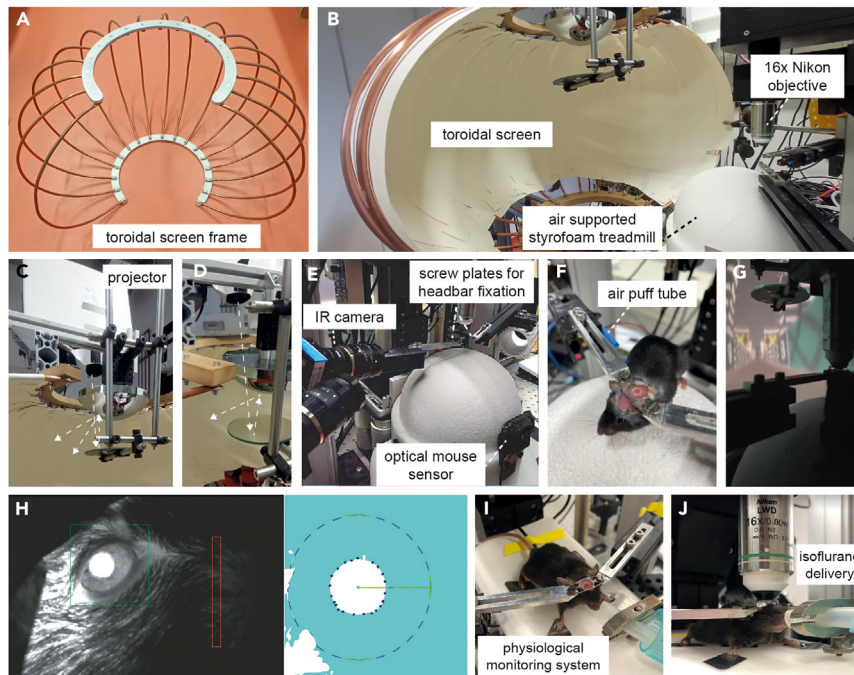 A
toroidal screen frame
B
16x Nikon
objective
toroidal screen
air supported
styrofoam treadmill
C
projector
D
E
screw plates for
headbar fixation
IR camera
optical mouse
sensor
F
air puff tube
G
H
I
physiological
monitoring system
J
Nikon
LWD
16X/0.80W
isoflurane
delivery